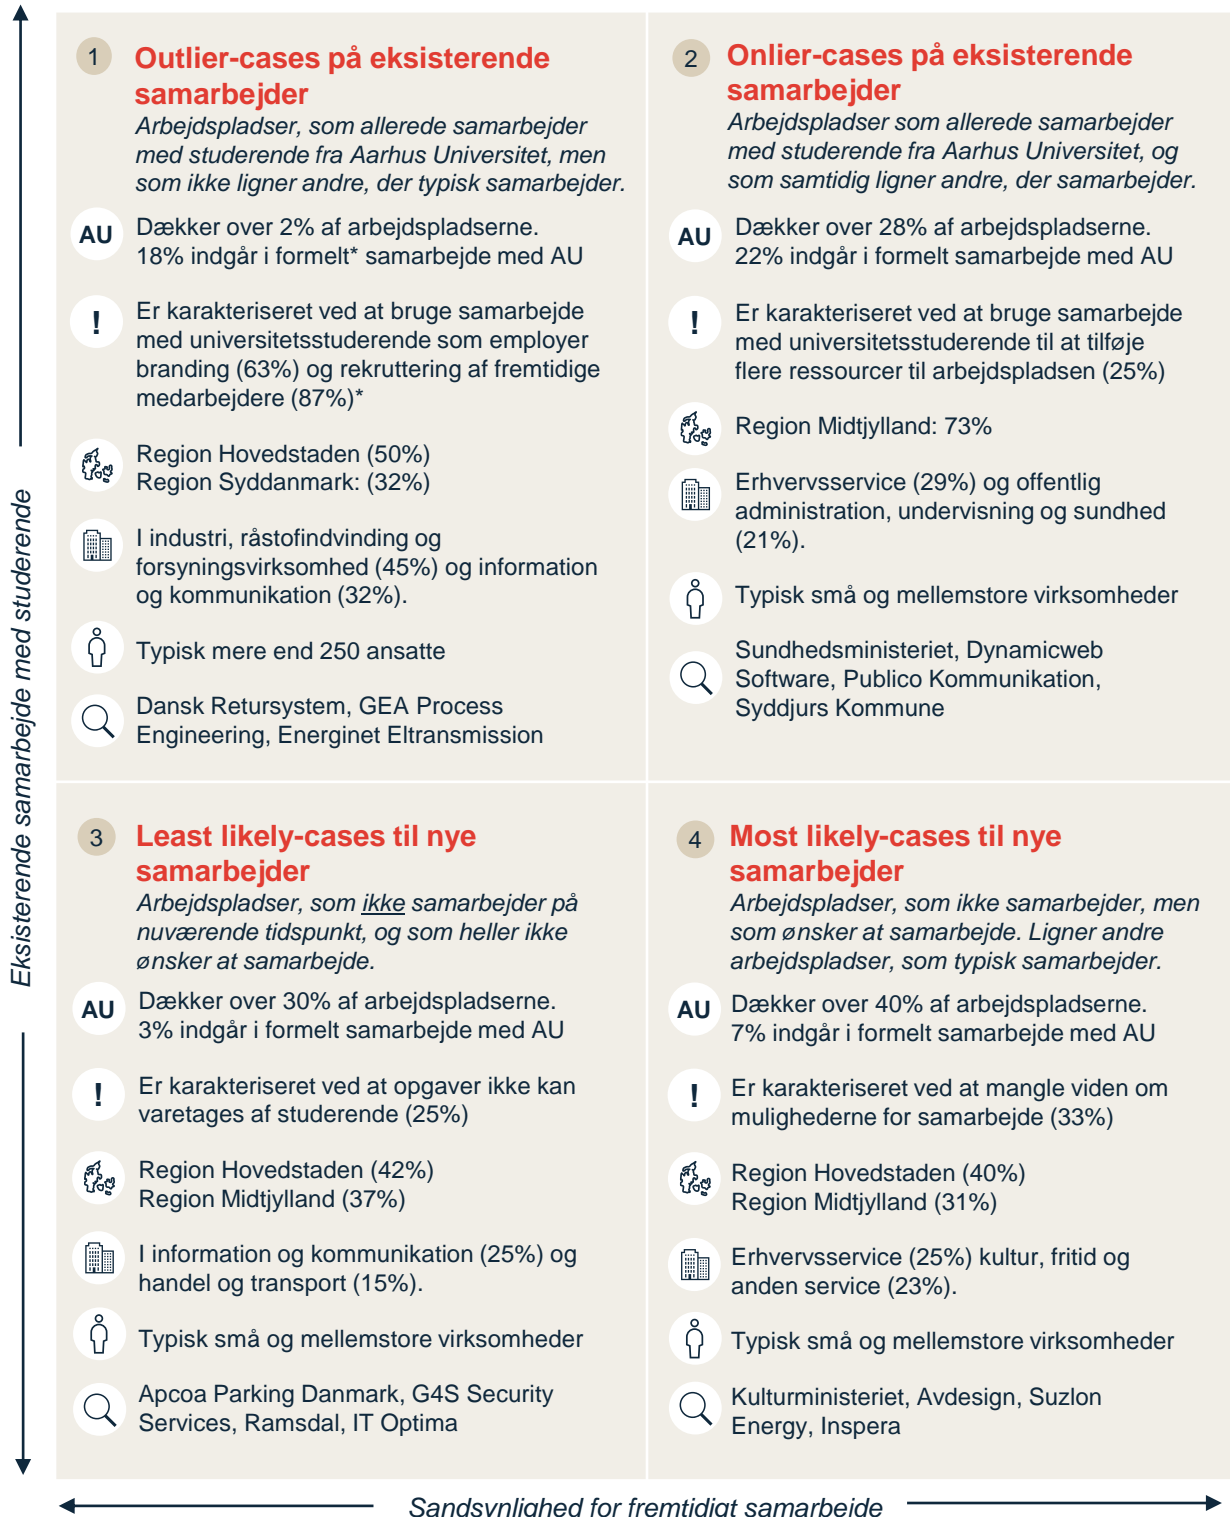 Eksisterende samarbejde med studerende
1
Outlier-cases på eksisterende
samarbejder
Arbejdspladser, som allerede samarbejder
med studerende fra Aarhus Universitet, men
som ikke ligner andre, der typisk samarbejder.
AU
Dækker over 2% af arbejdspladserne.
18% indgår i formelt* samarbejde med AU
!
Er karakteriseret ved at bruge samarbejde
med universitetsstuderende som employer
branding (63%) og rekruttering af fremtidige
medarbejdere (87%)*
Region Hovedstaden (50%)
Region Syddanmark: (32%)
I industri, råstofindvinding og
forsyningsvirksomhed (45%) og information
og kommunikation (32%).
Typisk mere end 250 ansatte
Dansk Retursystem, GEA Process
Engineering, Energinet Eltransmission
2
Onlier-cases på eksisterende
samarbejder
Arbejdspladser som allerede samarbejder
med studerende fra Aarhus Universitet, og
som samtidig ligner andre, der samarbejder.
AU
Dækker over 28% af arbejdspladserne.
22% indgår i formelt samarbejde med AU
!
Er karakteriseret ved at bruge samarbejde
med universitetsstuderende til at tilføje
flere ressourcer til arbejdspladsen (25%)
Region Midtjylland: 73%
Erhvervsservice (29%) og offentlig
administration, undervisning og sundhed
(21%).
Typisk små og mellemstore virksomheder
Sundhedsministeriet, Dynamicweb
Software, Publico Kommunikation,
Syddjurs Kommune
3
Least likely-cases til nye
samarbejder
Arbejdspladser, som ikke samarbejder på
nuværende tidspunkt, og som heller ikke
ønsker at samarbejde.
AU
Dækker over 30% af arbejdspladserne.
3% indgår i formelt samarbejde med AU
!
Er karakteriseret ved at opgaver ikke kan
varetages af studerende (25%)
Region Hovedstaden (42%)
Region Midtjylland (37%)
I information og kommunikation (25%) og
handel og transport (15%).
Typisk små og mellemstore virksomheder
Apcoa Parking Danmark, G4S Security
Services, Ramsdal, IT Optima
4
Most likely-cases til nye
samarbejder
Arbejdspladser, som ikke samarbejder, men
som ønsker at samarbejde. Ligner andre
arbejdspladser, som typisk samarbejder.
AU
Dækker over 40% af arbejdspladserne.
7% indgår i formelt samarbejde med AU
!
Er karakteriseret ved at mangle viden om
mulighederne for samarbejde (33%)
Region Hovedstaden (40%)
Region Midtjylland (31%)
Erhvervsservice (25%) kultur, fritid og
anden service (23%).
Typisk små og mellemstore virksomheder
Kulturministeriet, Avdesign, Suzlon
Energy, Inspera
Sandsynlighed for fremtidigt samarbejde